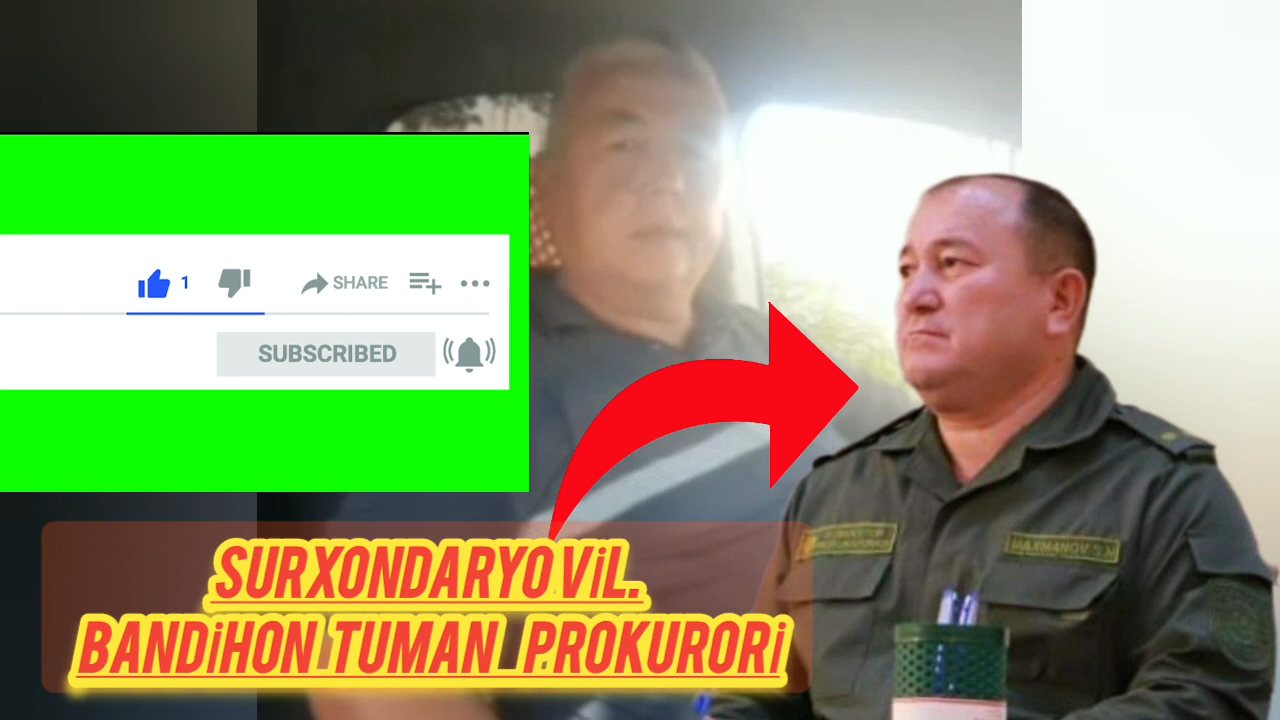 1 SHARE
SUBSCRIBED
MAXMANOV S.N
SURXONDARYO ViL.
BANDiHON TUMAN PROKURORi